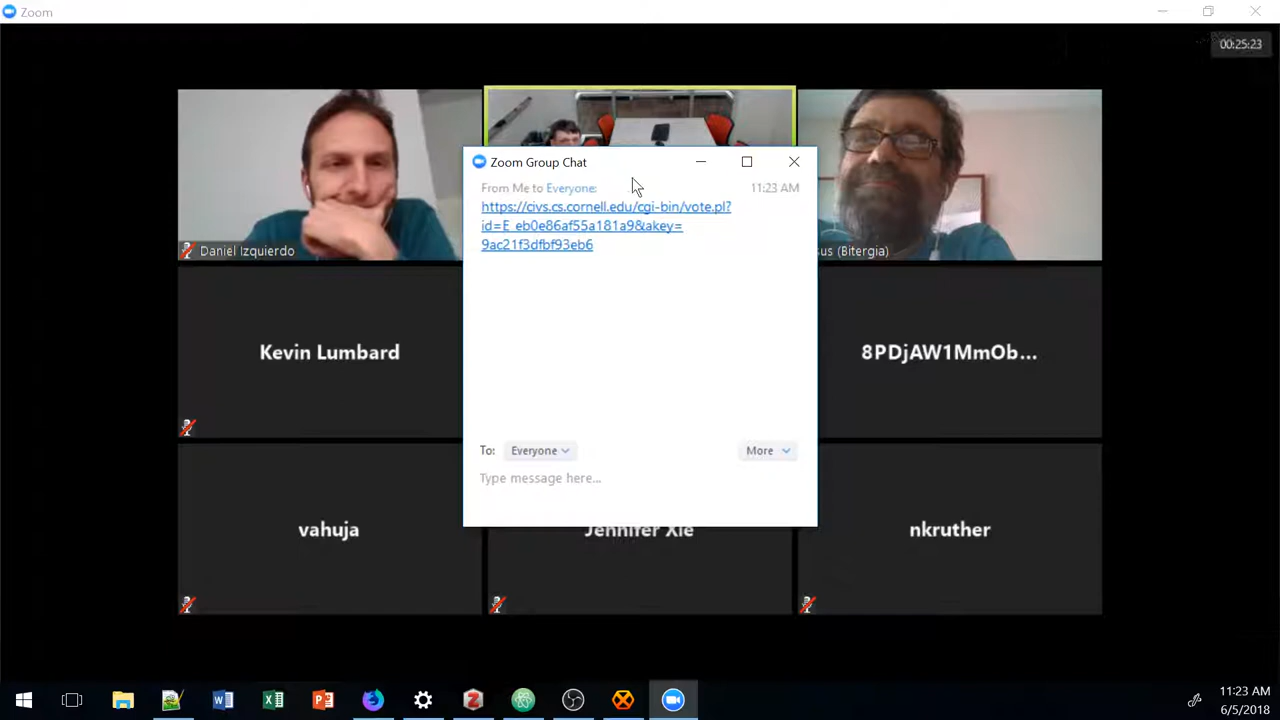 Zoom
00:25:23
Zoom Group Chat
From Me to Everyone:
11:23 AM
https://civs.cs.cornell.edu/cgi-bin/vote.pl?
id=E_eb0e86af55a181a9&akey=
9ac21f3dfbf93eb6
Daniel Izquierdo
sus (Bitergia)
Kevin Lumbard
8PDjAW1MmOb...
To:
Everyone
More
Type message here...
vahuja
Jennifer Xie
nkruther
11:23 AM
6/5/2018